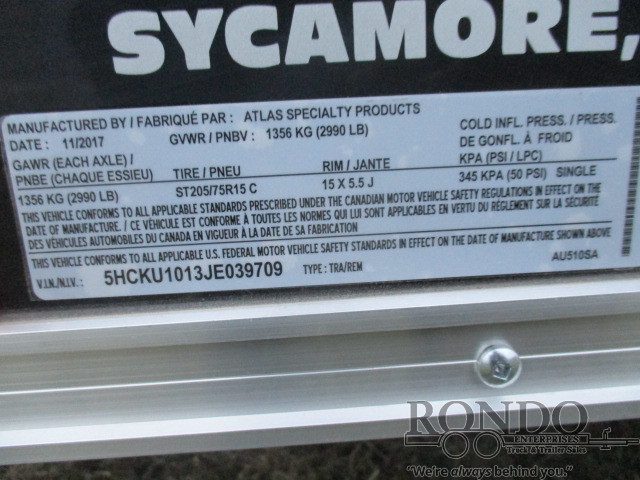 SYCAMORE,
MANUFACTURED BY / FABRIQUÉ PAR : ATLAS SPECIALTY PRODUCTS
DATE : 11/2017 GVWR / PNBV : 1356 KG (2990 LB) COLD INFL. PRESS. / PRESS.
GAWR (EACH AXLE) / DE GONFL. À FROID
PNBE (CHAQUE ESSIEU) TIRE / PNEU RIM / JANTE KPA (PSI / LPC)
1356 KG (2990 LB) ST205/75R15 C 15 X 5.5 J 345 KPA (50 PSI) SINGLE
THIS VEHICLE CONFORMS TO ALL APPLICABLE STANDARDS PRESCRIBED UNDER THE CANADIAN MOTOR VEHICLE SAFETY REGULATIONS IN EFFECT ON THE
DATE OF MANUFACTURE. / CE VÉHICULE EST CONFORME À TOUTES LES NORMES QUI LUI SONT APPLICABLES EN VERTU DU RÈGLEMENT SUR LA SÉCURITÉ
DES VÉHICULES AUTOMOBILES DU CANADA EN VIGUEUR À LA DATE DE SA FABRICATION.
THIS VEHICLE CONFORMS TO ALL APPLICABLE U.S. FEDERAL MOTOR VEHICLE SAFETY STANDARDS IN EFFECT ON THE DATE OF MANUFACTURE SHOWN ABOVE.
V.I.N./N.I.V.: 5HCKU1013JE039709 TYPE : TRA/REM AU510SA
RONDO
ENTERPRISES
Truck & Trailer Sales
"We're always behind you."